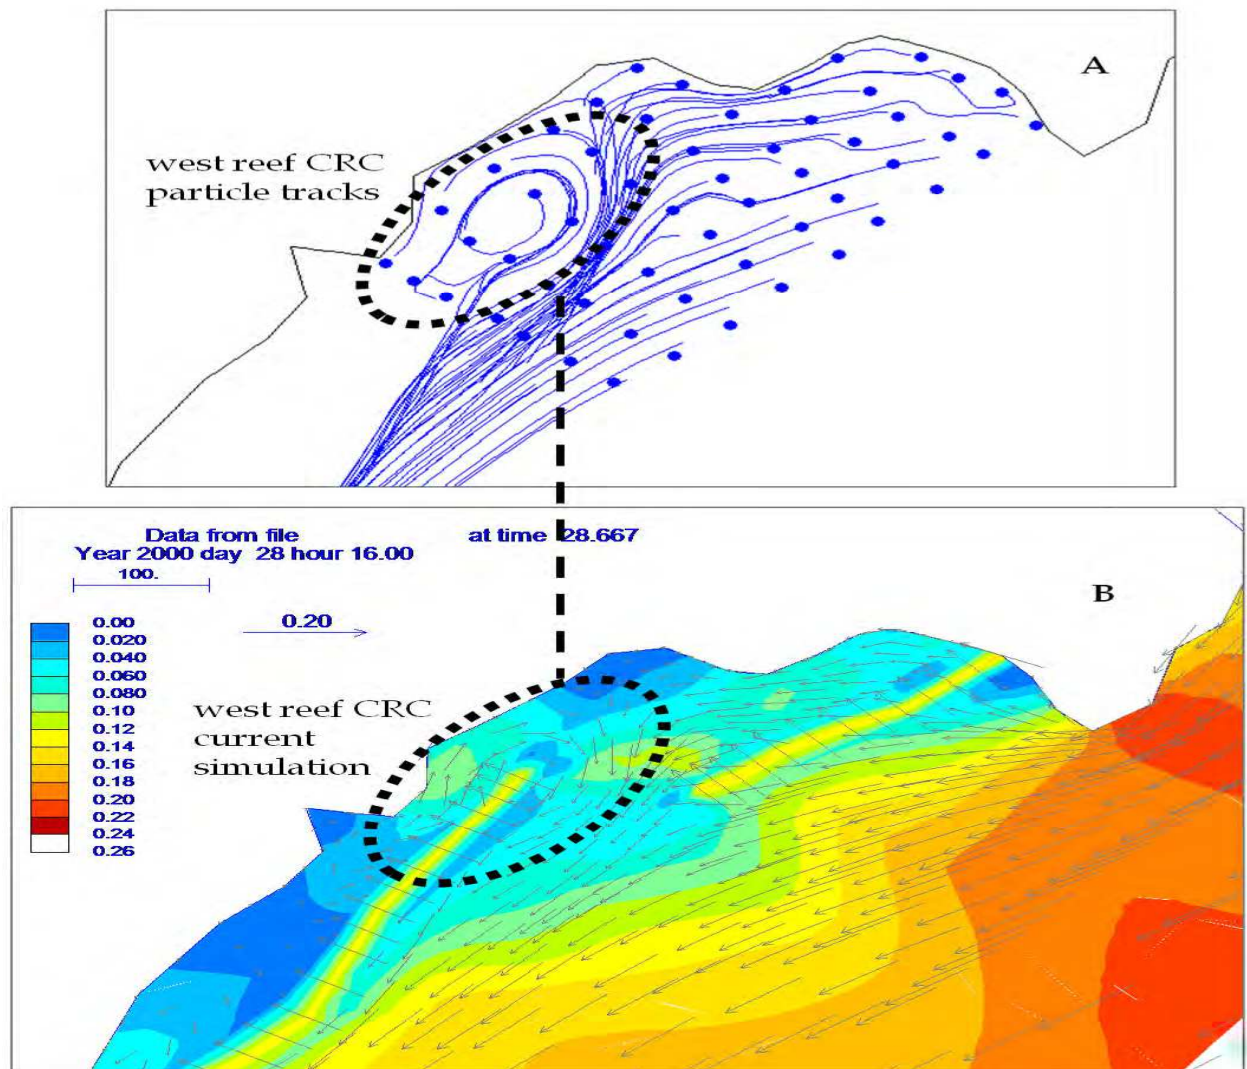 A
west reef CRC
particle tracks
Data from file at time 28.667
Year 2000 day 28 hour 16.00
100.
B
0.20
0.00
0.020
0.040
0.060
0.080
0.10
0.12
0.14
0.16
0.18
0.20
0.22
0.24
0.26
west reef CRC
current
simulation